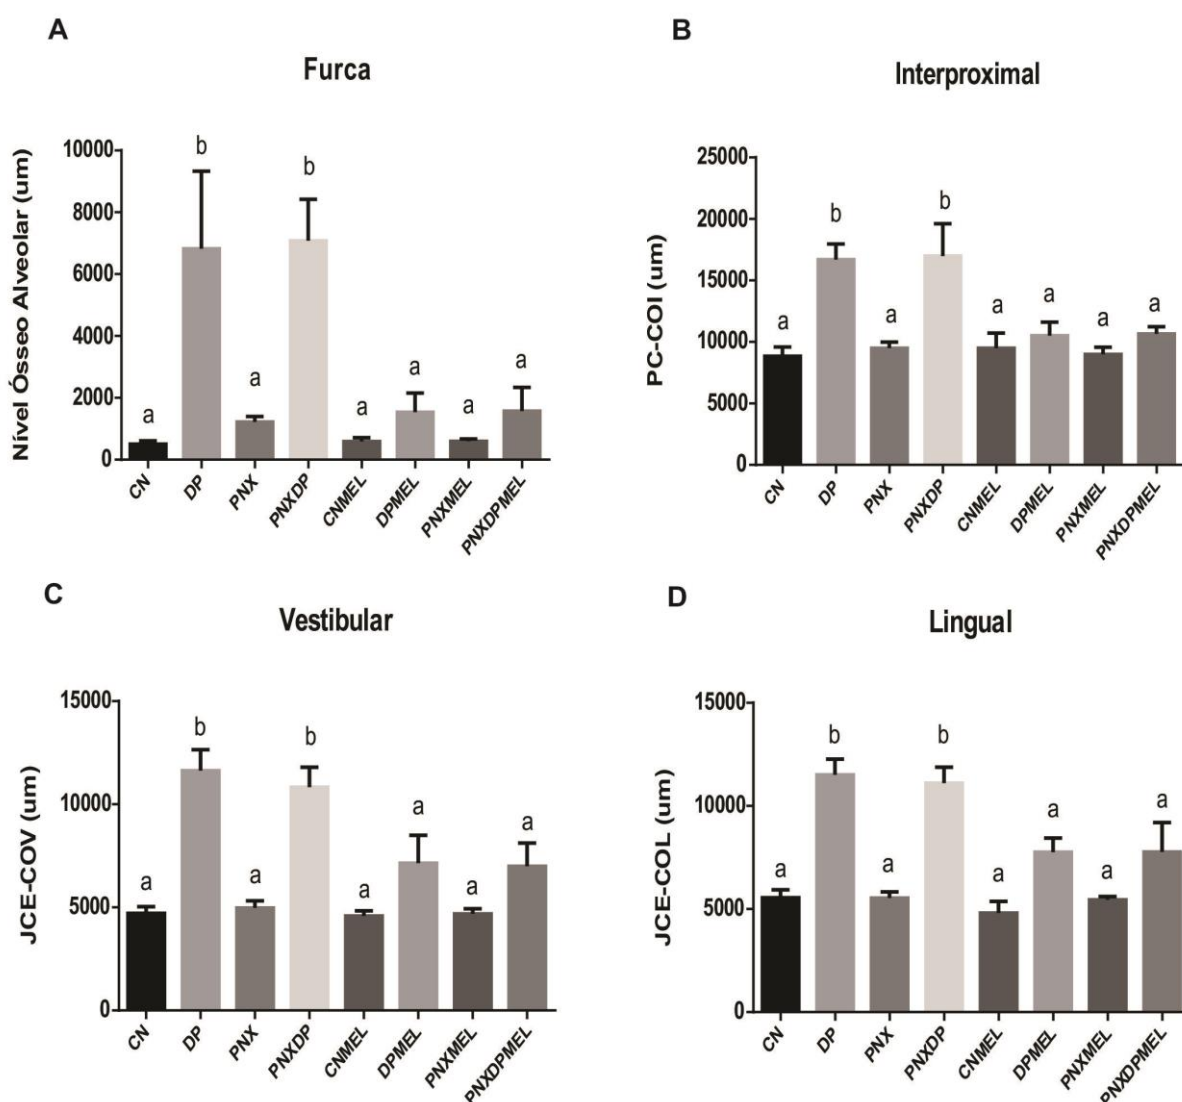 A
Furca
Nível Ósseo Alveolar (um)
10000
8000
6000
4000
2000
0
a
b
a
b
a
a
a
a
CN
DP
PNX
PNXDP
CNMEL
DPMEL
PNXMEL
PNXDPMEL
B
Interproximal
PC-COI (um)
25000
20000
15000
10000
5000
0
a
b
a
b
a
a
a
a
CN
DP
PNX
PNXDP
CNMEL
DPMEL
PNXMEL
PNXDPMEL
C
Vestibular
JCE-COV (um)
15000
10000
5000
0
a
b
a
b
a
a
a
a
CN
DP
PNX
PNXDP
CNMEL
DPMEL
PNXMEL
PNXDPMEL
D
Lingual
JCE-COL (um)
15000
10000
5000
0
a
b
a
b
a
a
a
a
CN
DP
PNX
PNXDP
CNMEL
DPMEL
PNXMEL
PNXDPMEL